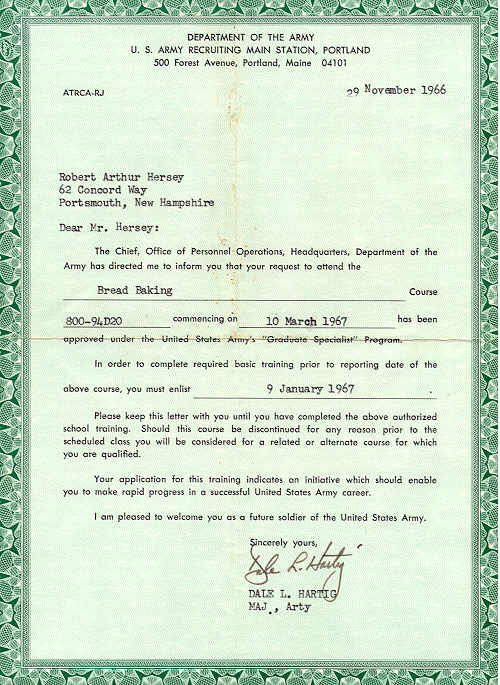 DEPARTMENT OF THE ARMY
U. S. ARMY RECRUITING MAIN STATION, PORTLAND
500 Forest Avenue, Portland, Maine 04101
ATRCA-RJ
29 November 1966
Robert Arthur Hersey
62 Concord Way
Portsmouth, New Hampshire
Dear Mr. Hersey:
The Chief, Office of Personnel Operations, Headquarters, Department of the
Army has directed me to inform you that your request to attend the
Bread Baking Course
800-94D20 commencing on 10 March 1967 has been
approved under the United States Army's "Graduate Specialist" Program.
In order to complete required basic training prior to reporting date of the
above course, you must enlist 9 January 1967 .
Please keep this letter with you until you have completed the above authorized
school training. Should this course be discontinued for any reason prior to the
scheduled class you will be considered for a related or alternate course for which
you are qualified.
Your application for this training indicates an initiative which should enable
you to make rapid progress in a successful United States Army career.
I am pleased to welcome you as a future soldier of the United States Army.
Sincerely yours,
Dale L. Hartig
DALE L. HARTIG
MAJ., Arty